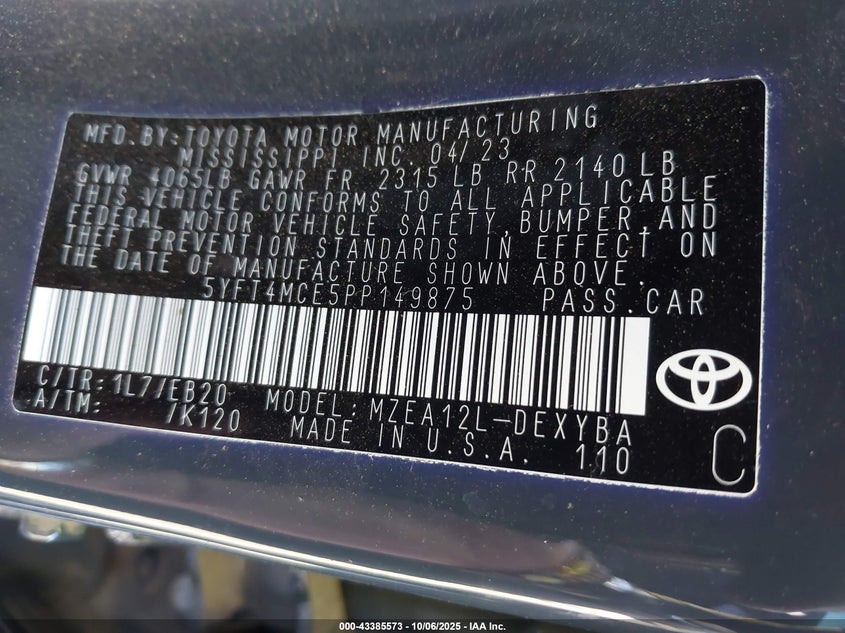 MFD.BY:TOYOTA MOTOR MANUFACTURING
MISSISSIPPI INC. 04/23
GVWR 4065LB GAWR FR 2315 LB RR 2140 LB
THIS VEHICLE CONFORMS TO ALL APPLICABLE
FEDERAL MOTOR VEHICLE SAFETY,BUMPER,AND
THEFT PREVENTION STANDARDS IN EFFECT ON
THE DATE OF MANUFACTURE SHOWN ABOVE.
5YFT4MCE5PP149875 PASS.CAR
C/TR:1L7/EB20 MODEL:MZEA12L-DEXYBA
A/TM: /K120 MADE IN U.S.A. 110
C
000-43385573 - 10/06/2025 - IAA Inc.